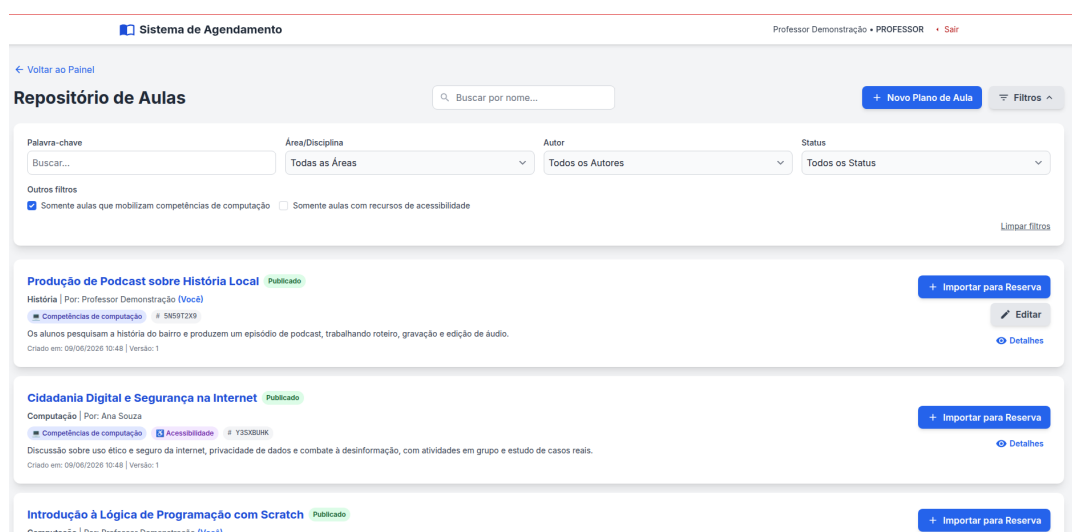 Sistema de Agendamento
Professor Demonstração • PROFESSOR
Sair
← Voltar ao Painel
Repositório de Aulas
Buscar por nome...
+ Novo Plano de Aula
Filtros
Palavra-chave
Buscar...
Área/Disciplina
Todas as Áreas
Autor
Todos os Autores
Status
Todos os Status
Outros filtros
Somente aulas que mobilizam competências de computação
Somente aulas com recursos de acessibilidade
Limpar filtros
Produção de Podcast sobre História Local Publicado
História | Por: Professor Demonstração (Você)
Competências de computação # 5N59T2X9
Os alunos pesquisam a história do bairro e produzem um episódio de podcast, trabalhando roteiro, gravação e edição de áudio.
Criado em: 09/06/2026 10:48 | Versão: 1
+ Importar para Reserva
Editar
Detalhes
Cidadania Digital e Segurança na Internet Publicado
Computação | Por: Ana Souza
Competências de computação Acessibilidade # Y35XBUHK
Discussão sobre uso ético e seguro da internet, privacidade de dados e combate à desinformação, com atividades em grupo e estudo de casos reais.
Criado em: 09/06/2026 10:48 | Versão: 1
+ Importar para Reserva
Detalhes
Introdução à Lógica de Programação com Scratch Publicado
Computação | Por: Professor Demonstração (Você)
+ Importar para Reserva